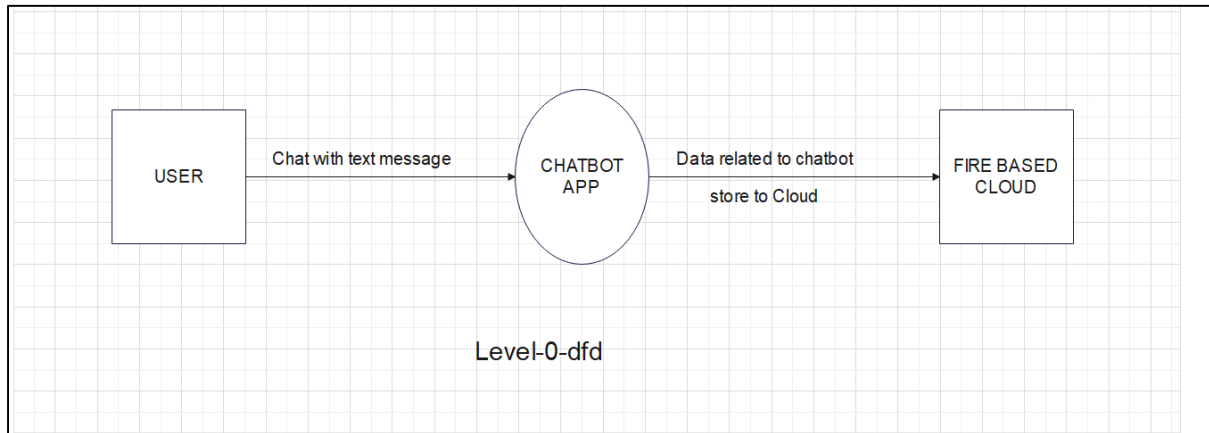 USER
Chat with text message
CHATBOT
APP
Data related to chatbot
store to Cloud
FIRE BASED
CLOUD
Level-0-dfd